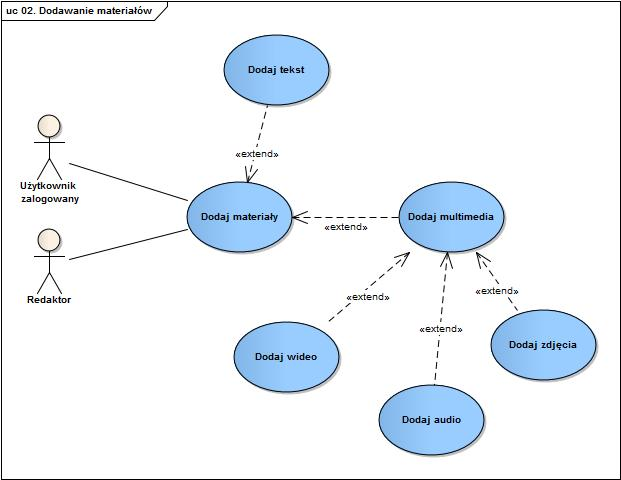 uc 02. Dodawanie materiałów
Dodaj tekst
«extend»
Użytkownik
zalogowany
Dodaj materiały
«extend»
Dodaj multimedia
Redaktor
«extend»
«extend»
«extend»
Dodaj wideo
Dodaj zdjęcia
Dodaj audio